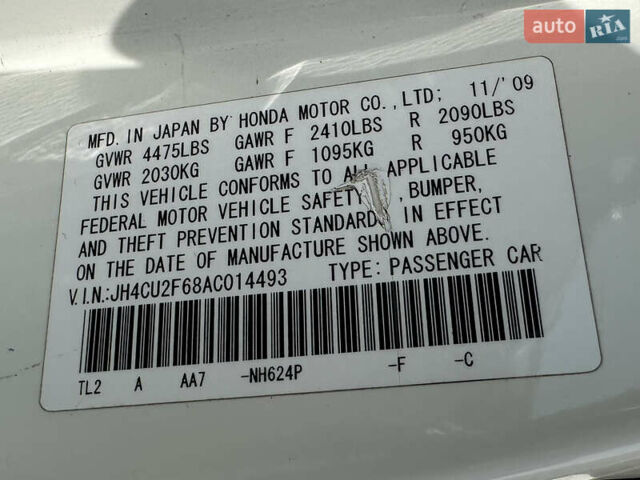 auto RIA
.com
MFD. IN JAPAN BY HONDA MOTOR CO., LTD; 11/'09
GVWR 4475LBS GAWR F 2410LBS R 2090LBS
GVWR 2030KG GAWR F 1095KG R 950KG
THIS VEHICLE CONFORMS TO ALL APPLICABLE
FEDERAL MOTOR VEHICLE SAFETY, BUMPER,
AND THEFT PREVENTION STANDARDS IN EFFECT
ON THE DATE OF MANUFACTURE SHOWN ABOVE.
V.I.N.:JH4CU2F68AC014493 TYPE: PASSENGER CAR
TL2 A AA7 -NH624P -F -C